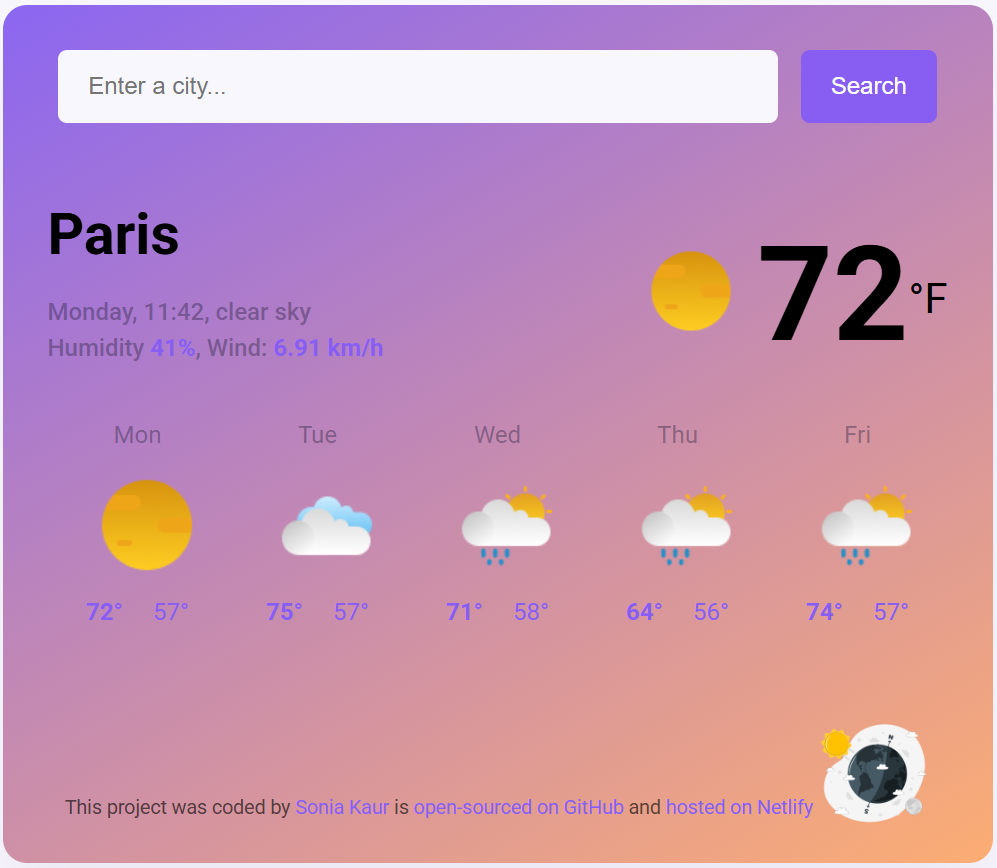 Enter a city...
Search
Paris
Monday, 11:42, clear sky
Humidity 41%, Wind: 6.91 km/h
72 °F
Mon Tue Wed Thu Fri
72° 57° 75° 57° 71° 58° 64° 56° 74° 57°
N
S
This project was coded by Sonia Kaur is open-sourced on GitHub and hosted on Netlify